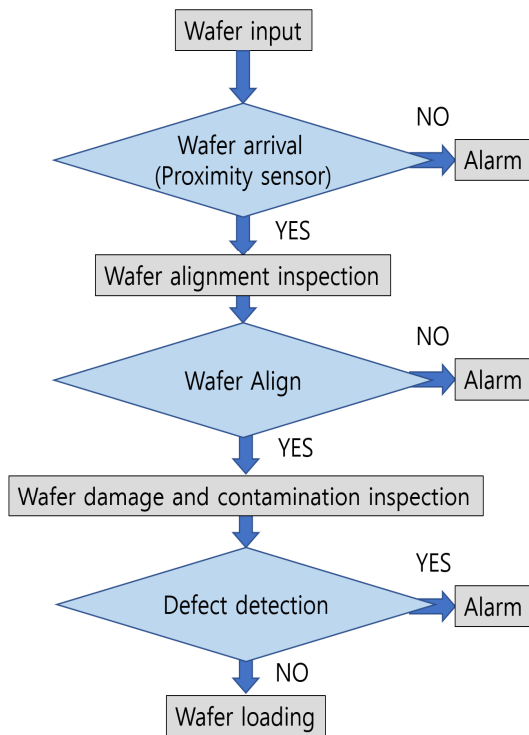 Wafer input
Wafer arrival
(Proximity sensor)
NO
Alarm
YES
Wafer alignment inspection
Wafer Align
NO
Alarm
YES
Wafer damage and contamination inspection
Defect detection
YES
Alarm
NO
Wafer loading